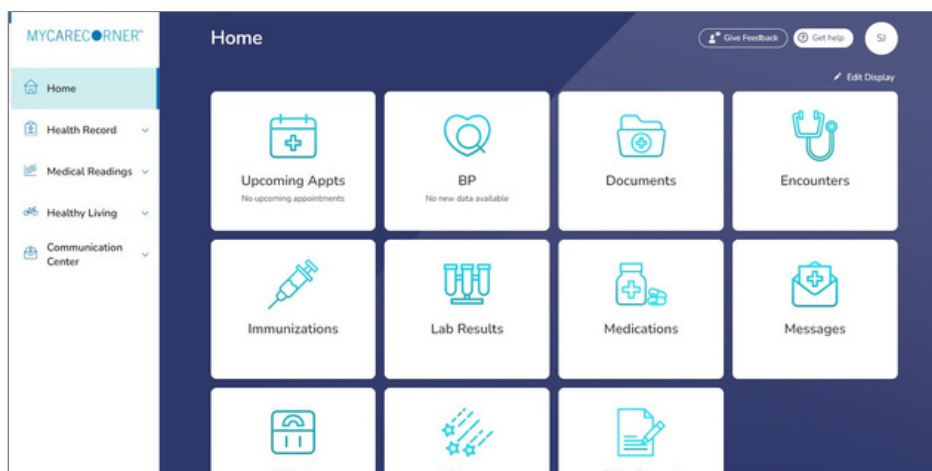 MYCARECORNER
Home
Give Feedback
Get help
SJ
Edit Display
Home
Health Record
Medical Readings
Healthy Living
Communication
Center
Upcoming Appts
No upcoming appointments
BP
No new data available
Documents
Encounters
Immunizations
Lab Results
Medications
Messages